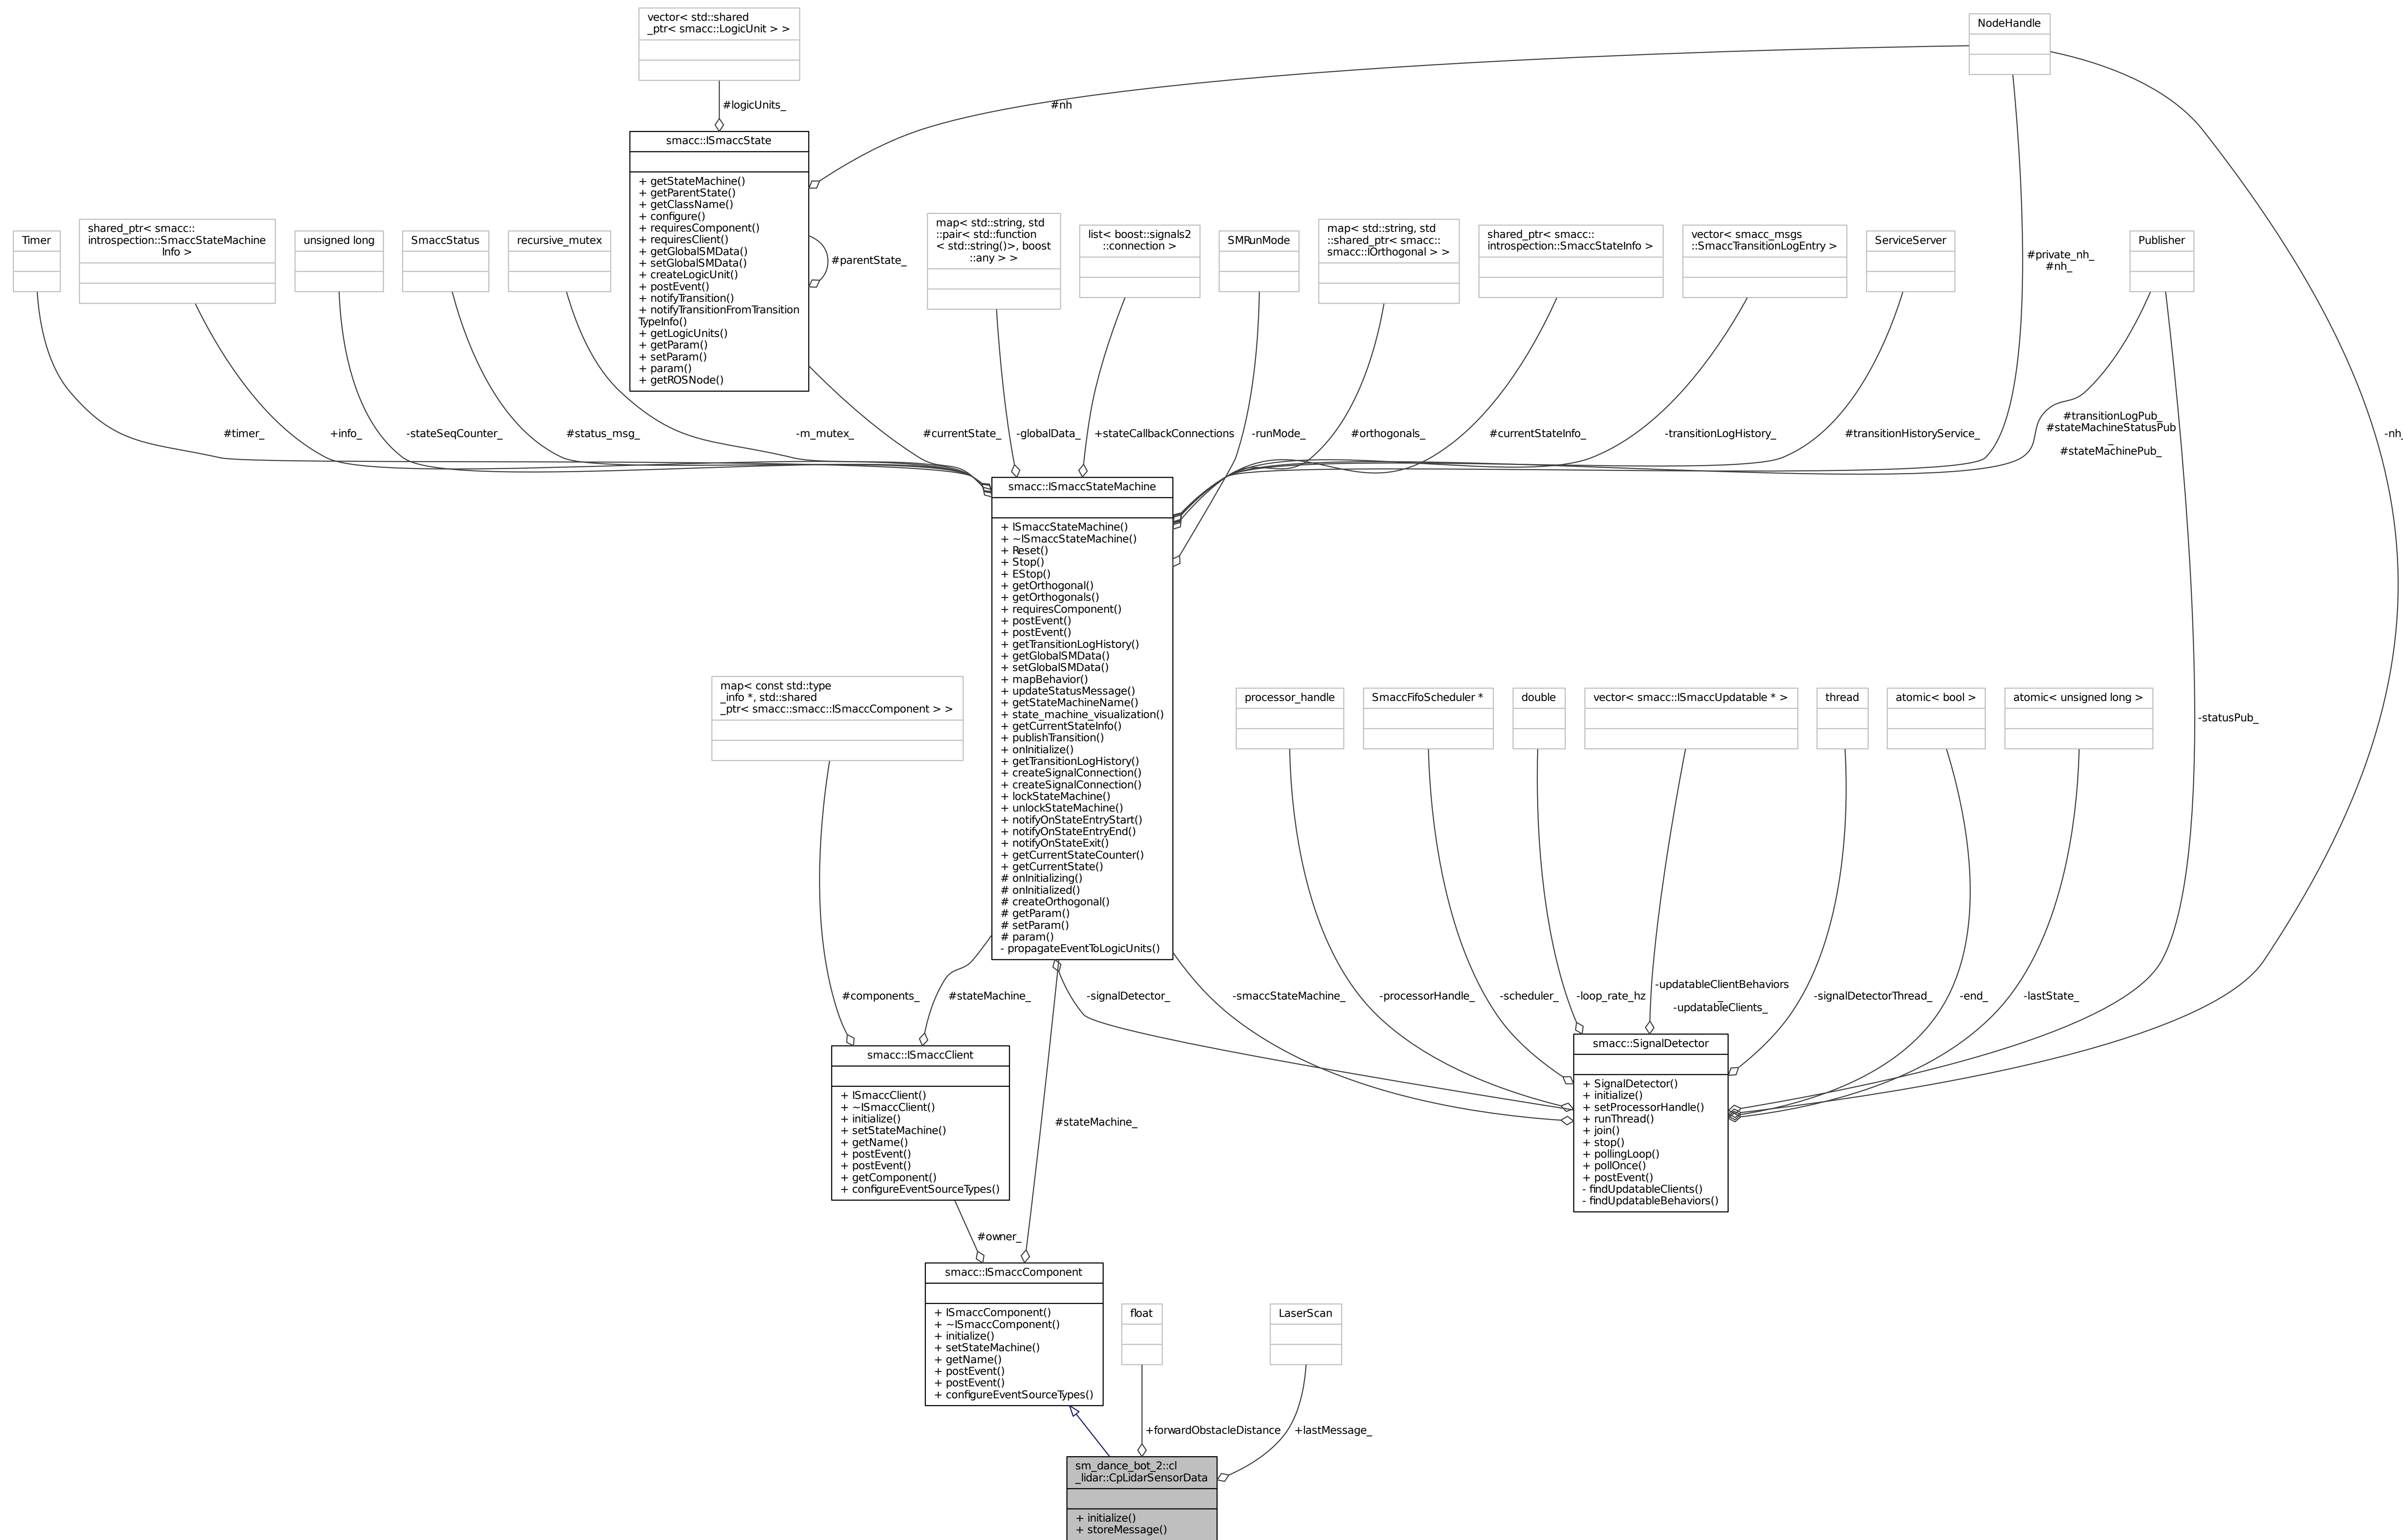 vector< std::shared
_ptr< smacc::LogicUnit > >
NodeHandle
#logicUnits_
#nh
smacc::ISmaccState
+ getStateMachine()
+ getParentState()
+ getClassName()
+ configure()
+ requiresComponent()
+ requiresClient()
+ getGlobalSMData()
+ setGlobalSMData()
+ createLogicUnit()
+ postEvent()
+ notifyTransition()
+ notifyTransitionFromTransition
TypeInfo()
+ getLogicUnits()
+ getParam()
+ setParam()
+ param()
+ getROSNode()
#parentState_
Timer
shared_ptr< smacc::
introspection::SmaccStateMachine
Info >
unsigned long
SmaccStatus
recursive_mutex
map< std::string, std
::pair< std::function
< std::string()>, boost
::any > >
list< boost::signals2
::connection >
SMRunMode
map< std::string, std
::shared_ptr< smacc::
smacc::IOrthogonal > >
shared_ptr< smacc::
introspection::SmaccStateInfo >
vector< smacc_msgs
::SmaccTransitionLogEntry >
ServiceServer
#private_nh_
#nh_
Publisher
#timer_
+info_
-stateSeqCounter_
#status_msg_
-m_mutex_
#currentState_
-globalData_
+stateCallbackConnections
-runMode_
#orthogonals_
#currentStateInfo_
-transitionLogHistory_
#transitionHistoryService_
#transitionLogPub_
#stateMachineStatusPub
_
#stateMachinePub_
-nh_
smacc::ISmaccStateMachine
+ ISmaccStateMachine()
+ ~ISmaccStateMachine()
+ Reset()
+ Stop()
+ EStop()
+ getOrthogonal()
+ getOrthogonals()
+ requiresComponent()
+ postEvent()
+ postEvent()
+ getTransitionLogHistory()
+ getGlobalSMData()
+ setGlobalSMData()
+ mapBehavior()
+ updateStatusMessage()
+ getStateMachineName()
+ state_machine_visualization()
+ getCurrentStateInfo()
+ publishTransition()
+ onInitialize()
+ getTransitionLogHistory()
+ createSignalConnection()
+ createSignalConnection()
+ lockStateMachine()
+ unlockStateMachine()
+ notifyOnStateEntryStart()
+ notifyOnStateEntryEnd()
+ notifyOnStateExit()
+ getCurrentStateCounter()
+ getCurrentState()
# onInitializing()
# onInitialized()
# createOrthogonal()
# getParam()
# setParam()
# param()
- propagateEventToLogicUnits()
map< const std::type
_info *, std::shared
_ptr< smacc::smacc::ISmaccComponent > >
processor_handle
SmaccFifoScheduler *
double
vector< smacc::ISmaccUpdatable * >
thread
atomic< bool >
atomic< unsigned long >
-statusPub_
#components_
#stateMachine_
-signalDetector_
-smaccStateMachine_
-processorHandle_
-scheduler_
-loop_rate_hz
-updatableClientBehaviors
_
-updatableClients_
-signalDetectorThread_
-end_
-lastState_
smacc::ISmaccClient
+ ISmaccClient()
+ ~ISmaccClient()
+ initialize()
+ setStateMachine()
+ getName()
+ postEvent()
+ postEvent()
+ getComponent()
+ configureEventSourceTypes()
#stateMachine_
smacc::SignalDetector
+ SignalDetector()
+ initialize()
+ setProcessorHandle()
+ runThread()
+ join()
+ stop()
+ pollingLoop()
+ pollOnce()
+ postEvent()
- findUpdatableClients()
- findUpdatableBehaviors()
#owner_
smacc::ISmaccComponent
+ ISmaccComponent()
+ ~ISmaccComponent()
+ initialize()
+ setStateMachine()
+ getName()
+ postEvent()
+ postEvent()
+ configureEventSourceTypes()
float
LaserScan
+forwardObstacleDistance
+lastMessage_
sm_dance_bot_2::cl
_lidar::CpLidarSensorData
+ initialize()
+ storeMessage()